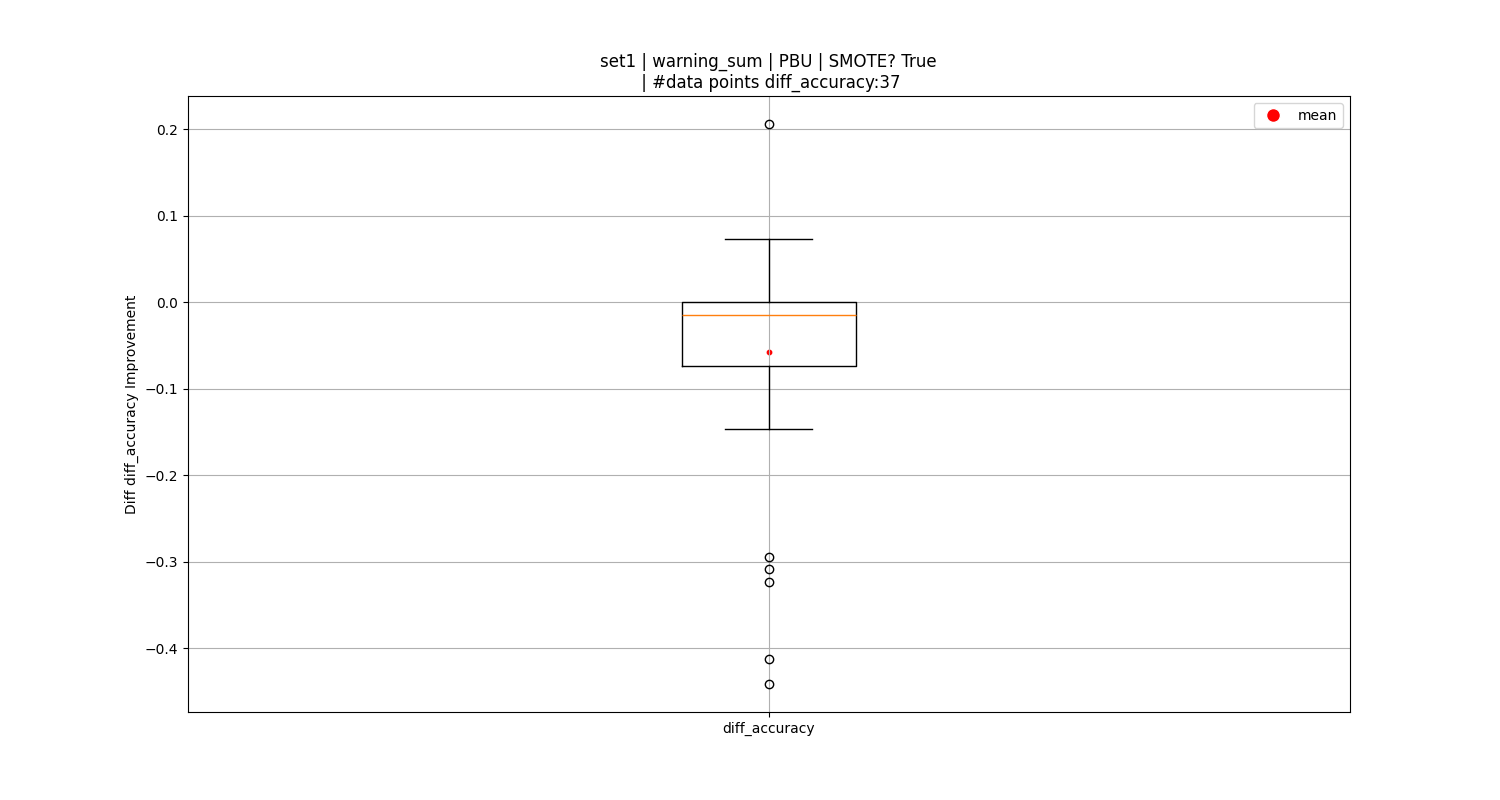 set1 | warning_sum | PBU | SMOTE? True
| #data points diff_accuracy:37
mean
0.2
0.1
0.0
−0.1
−0.2
−0.3
−0.4
Diff diff_accuracy Improvement
diff_accuracy